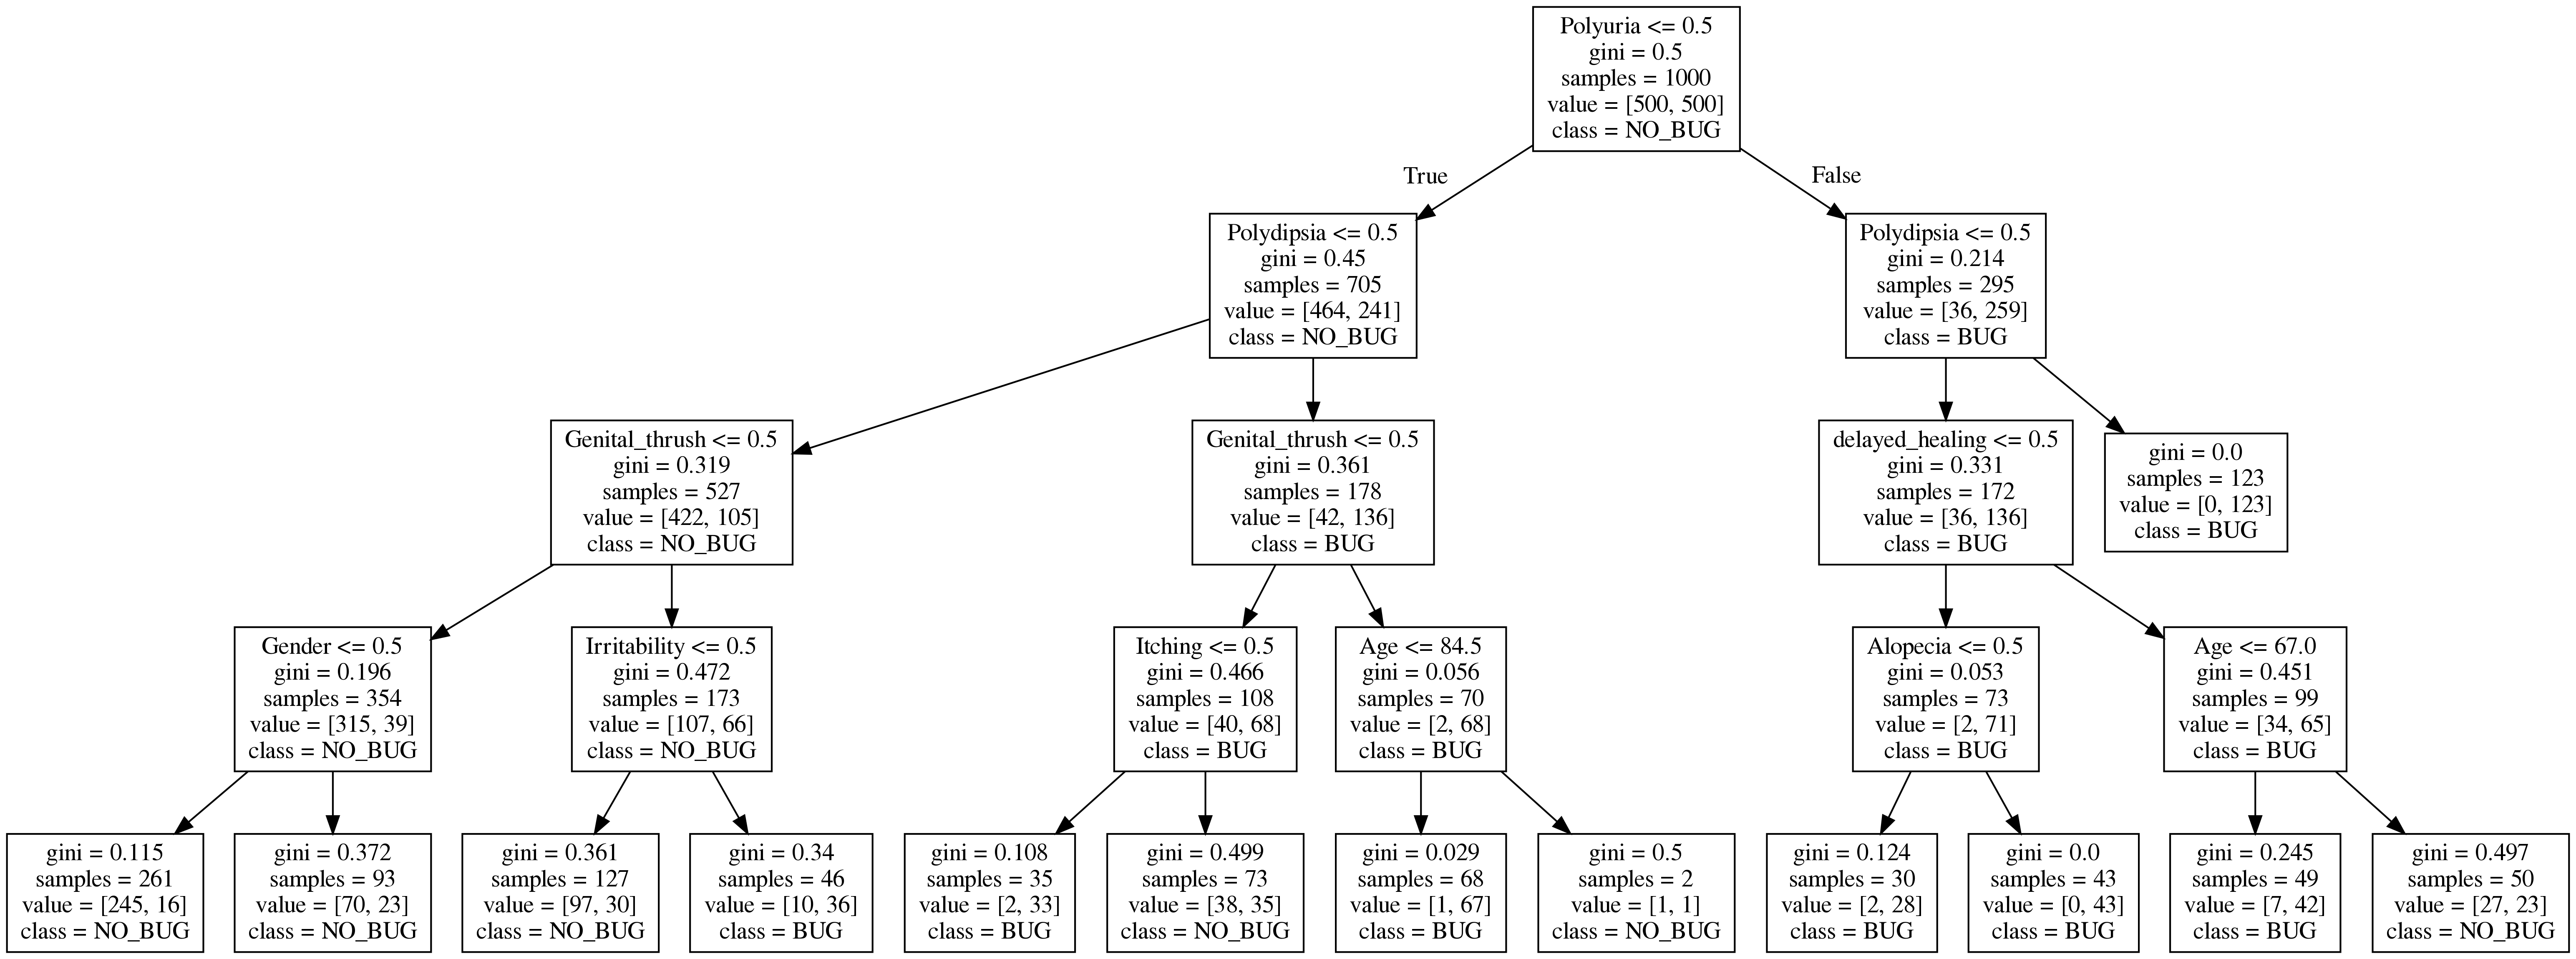 Polyuria <= 0.5
gini = 0.5
samples = 1000
value = [500, 500]
class = NO_BUG
True
False
Polydipsia <= 0.5
gini = 0.45
samples = 705
value = [464, 241]
class = NO_BUG
Polydipsia <= 0.5
gini = 0.214
samples = 295
value = [36, 259]
class = BUG
Genital_thrush <= 0.5
gini = 0.319
samples = 527
value = [422, 105]
class = NO_BUG
Genital_thrush <= 0.5
gini = 0.361
samples = 178
value = [42, 136]
class = BUG
delayed_healing <= 0.5
gini = 0.331
samples = 172
value = [36, 136]
class = BUG
gini = 0.0
samples = 123
value = [0, 123]
class = BUG
Gender <= 0.5
gini = 0.196
samples = 354
value = [315, 39]
class = NO_BUG
Irritability <= 0.5
gini = 0.472
samples = 173
value = [107, 66]
class = NO_BUG
Itching <= 0.5
gini = 0.466
samples = 108
value = [40, 68]
class = BUG
Age <= 84.5
gini = 0.056
samples = 70
value = [2, 68]
class = BUG
Alopecia <= 0.5
gini = 0.053
samples = 73
value = [2, 71]
class = BUG
Age <= 67.0
gini = 0.451
samples = 99
value = [34, 65]
class = BUG
gini = 0.115
samples = 261
value = [245, 16]
class = NO_BUG
gini = 0.372
samples = 93
value = [70, 23]
class = NO_BUG
gini = 0.361
samples = 127
value = [97, 30]
class = NO_BUG
gini = 0.34
samples = 46
value = [10, 36]
class = BUG
gini = 0.108
samples = 35
value = [2, 33]
class = BUG
gini = 0.499
samples = 73
value = [38, 35]
class = NO_BUG
gini = 0.029
samples = 68
value = [1, 67]
class = BUG
gini = 0.5
samples = 2
value = [1, 1]
class = NO_BUG
gini = 0.124
samples = 30
value = [2, 28]
class = BUG
gini = 0.0
samples = 43
value = [0, 43]
class = BUG
gini = 0.245
samples = 49
value = [7, 42]
class = BUG
gini = 0.497
samples = 50
value = [27, 23]
class = NO_BUG